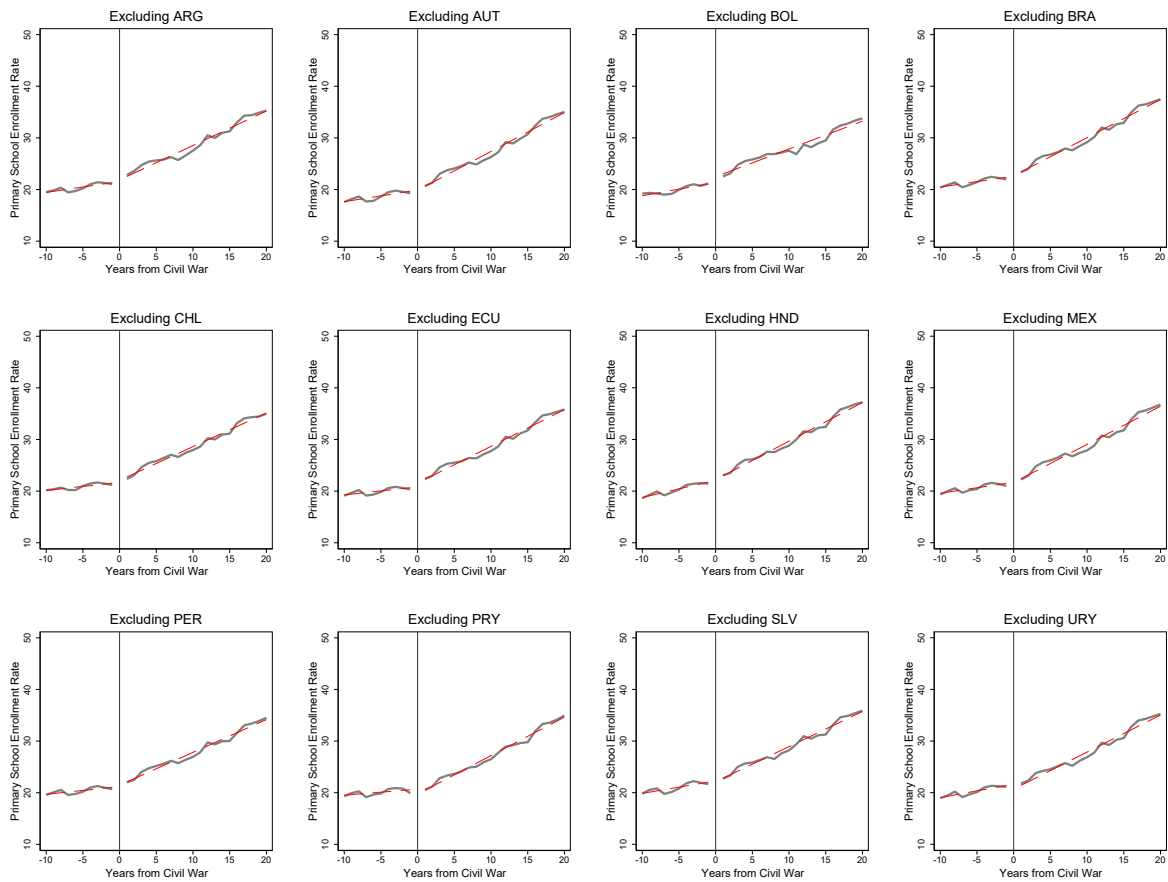 Excluding ARG
Primary School Enrollment Rate
50
40
30
20
10
-10 -5 0 5 10 15 20
Years from Civil War
Excluding AUT
Primary School Enrollment Rate
50
40
30
20
10
-10 -5 0 5 10 15 20
Years from Civil War
Excluding BOL
Primary School Enrollment Rate
50
40
30
20
10
-10 -5 0 5 10 15 20
Years from Civil War
Excluding BRA
Primary School Enrollment Rate
50
40
30
20
10
-10 -5 0 5 10 15 20
Years from Civil War
Excluding CHL
Primary School Enrollment Rate
50
40
30
20
10
-10 -5 0 5 10 15 20
Years from Civil War
Excluding ECU
Primary School Enrollment Rate
50
40
30
20
10
-10 -5 0 5 10 15 20
Years from Civil War
Excluding HND
Primary School Enrollment Rate
50
40
30
20
10
-10 -5 0 5 10 15 20
Years from Civil War
Excluding MEX
Primary School Enrollment Rate
50
40
30
20
10
-10 -5 0 5 10 15 20
Years from Civil War
Excluding PER
Primary School Enrollment Rate
50
40
30
20
10
-10 -5 0 5 10 15 20
Years from Civil War
Excluding PRY
Primary School Enrollment Rate
50
40
30
20
10
-10 -5 0 5 10 15 20
Years from Civil War
Excluding SLV
Primary School Enrollment Rate
50
40
30
20
10
-10 -5 0 5 10 15 20
Years from Civil War
Excluding URY
Primary School Enrollment Rate
50
40
30
20
10
-10 -5 0 5 10 15 20
Years from Civil War